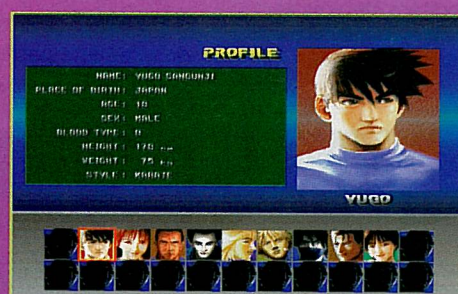 PROFILE
NAME: YUGO SANGUNJI
PLACE OF BIRTH: JAPAN
AGE: 18
SEX: MALE
BLOOD TYPE: O
HEIGHT: 178 cm
WEIGHT: 75 kg
STYLE: KARATE
YUGO